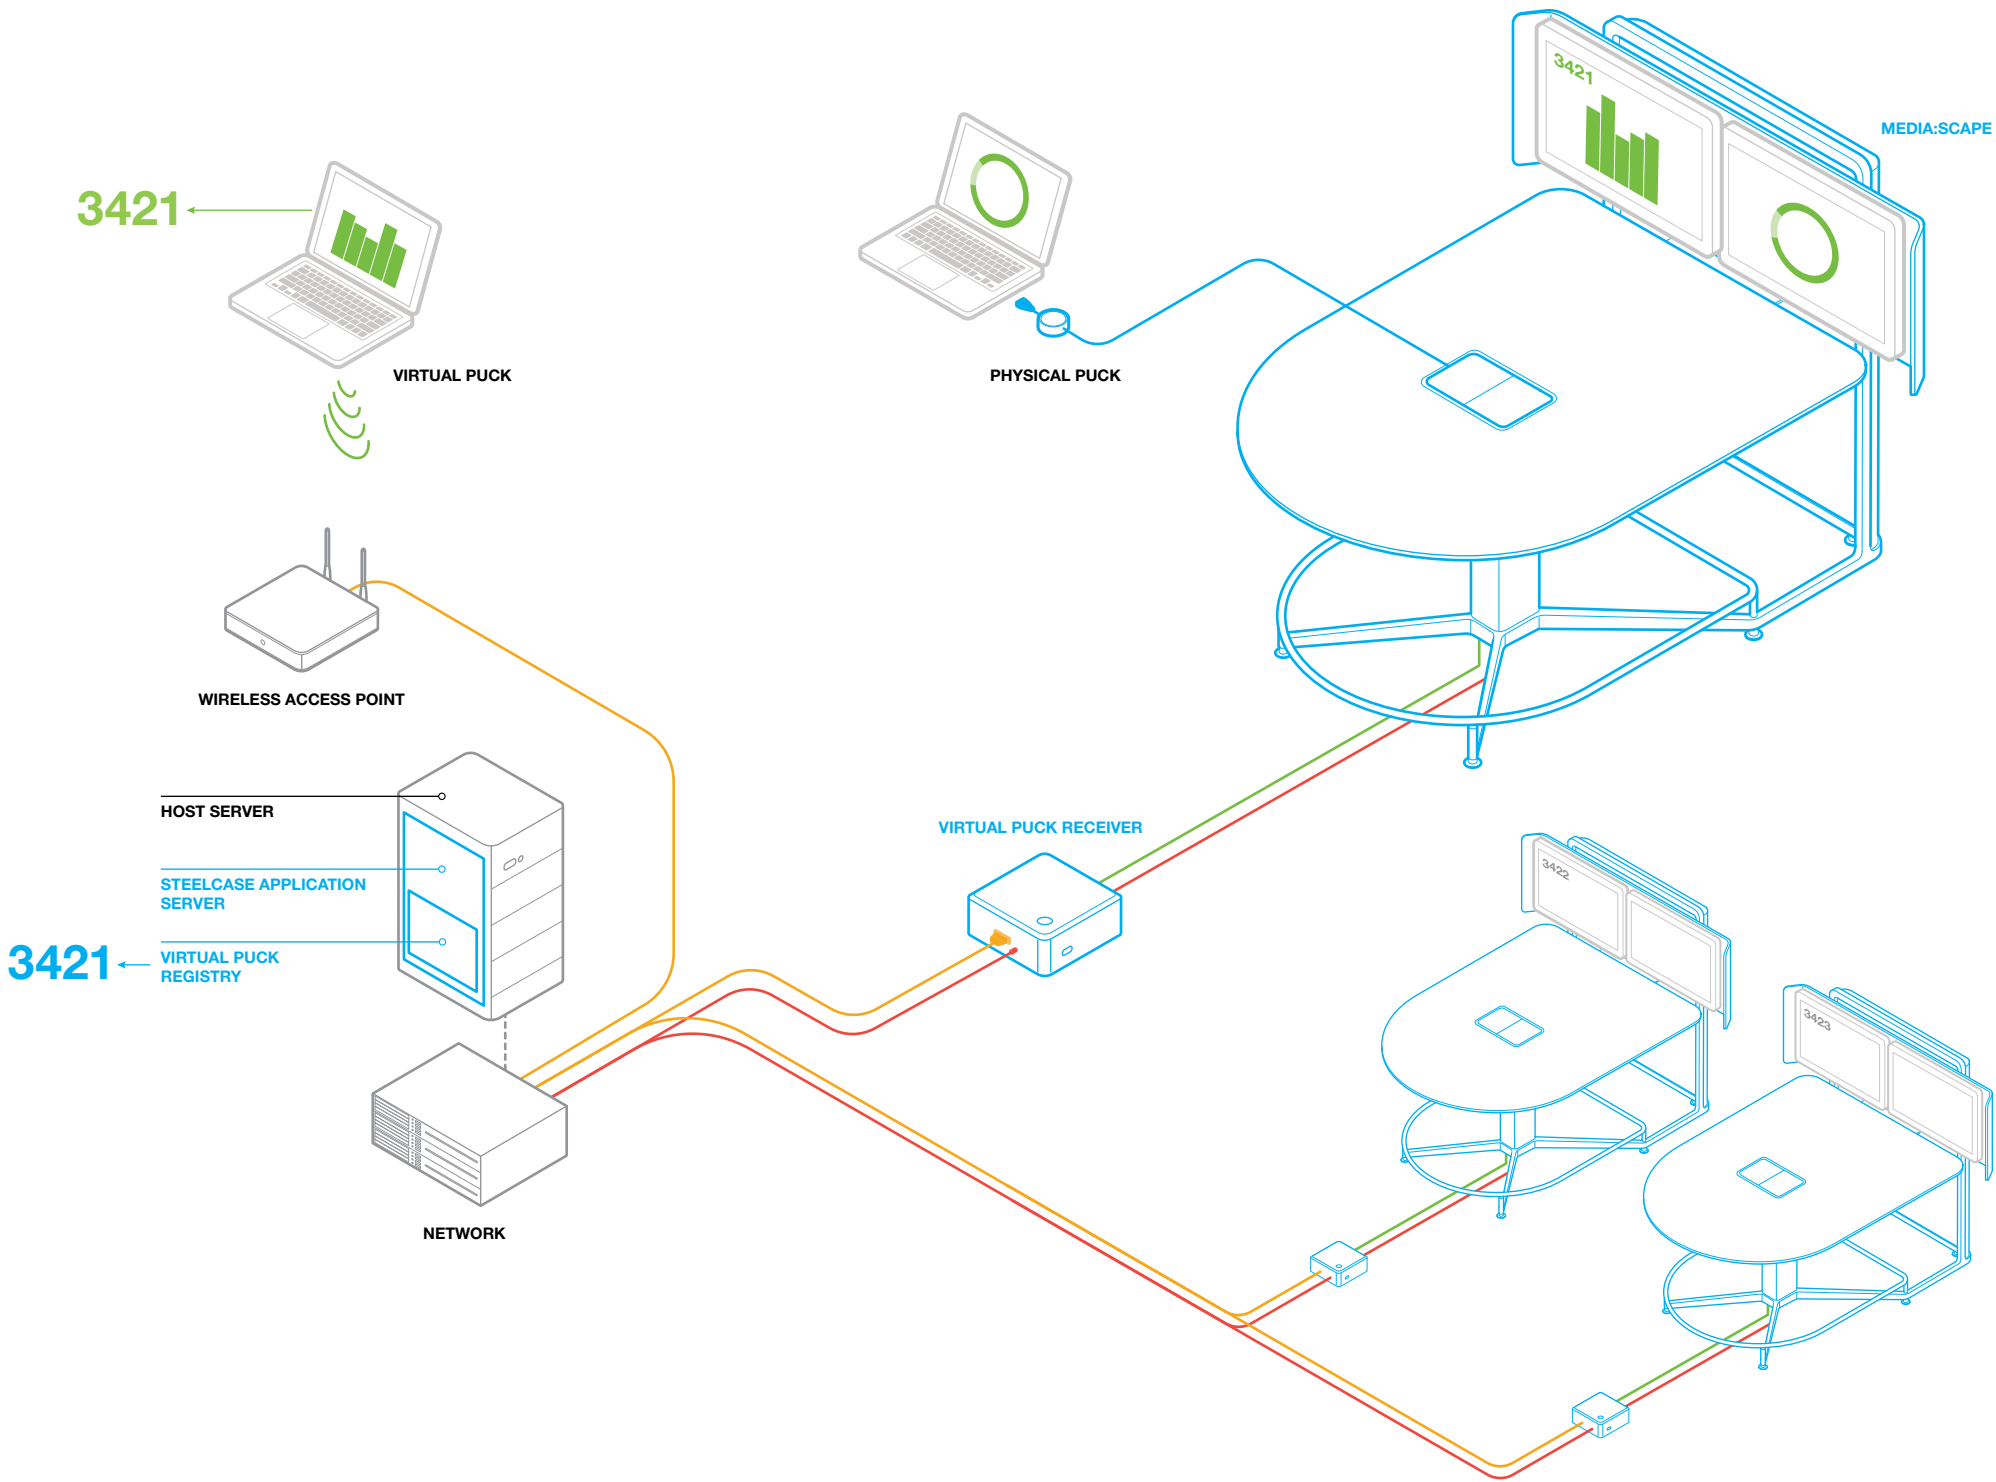 3421
MEDIA:SCAPE
3421
VIRTUAL PUCK
PHYSICAL PUCK
WIRELESS ACCESS POINT
HOST SERVER
VIRTUAL PUCK RECEIVER
STEELCASE APPLICATION
SERVER
3422
3421
VIRTUAL PUCK
REGISTRY
3423
NETWORK